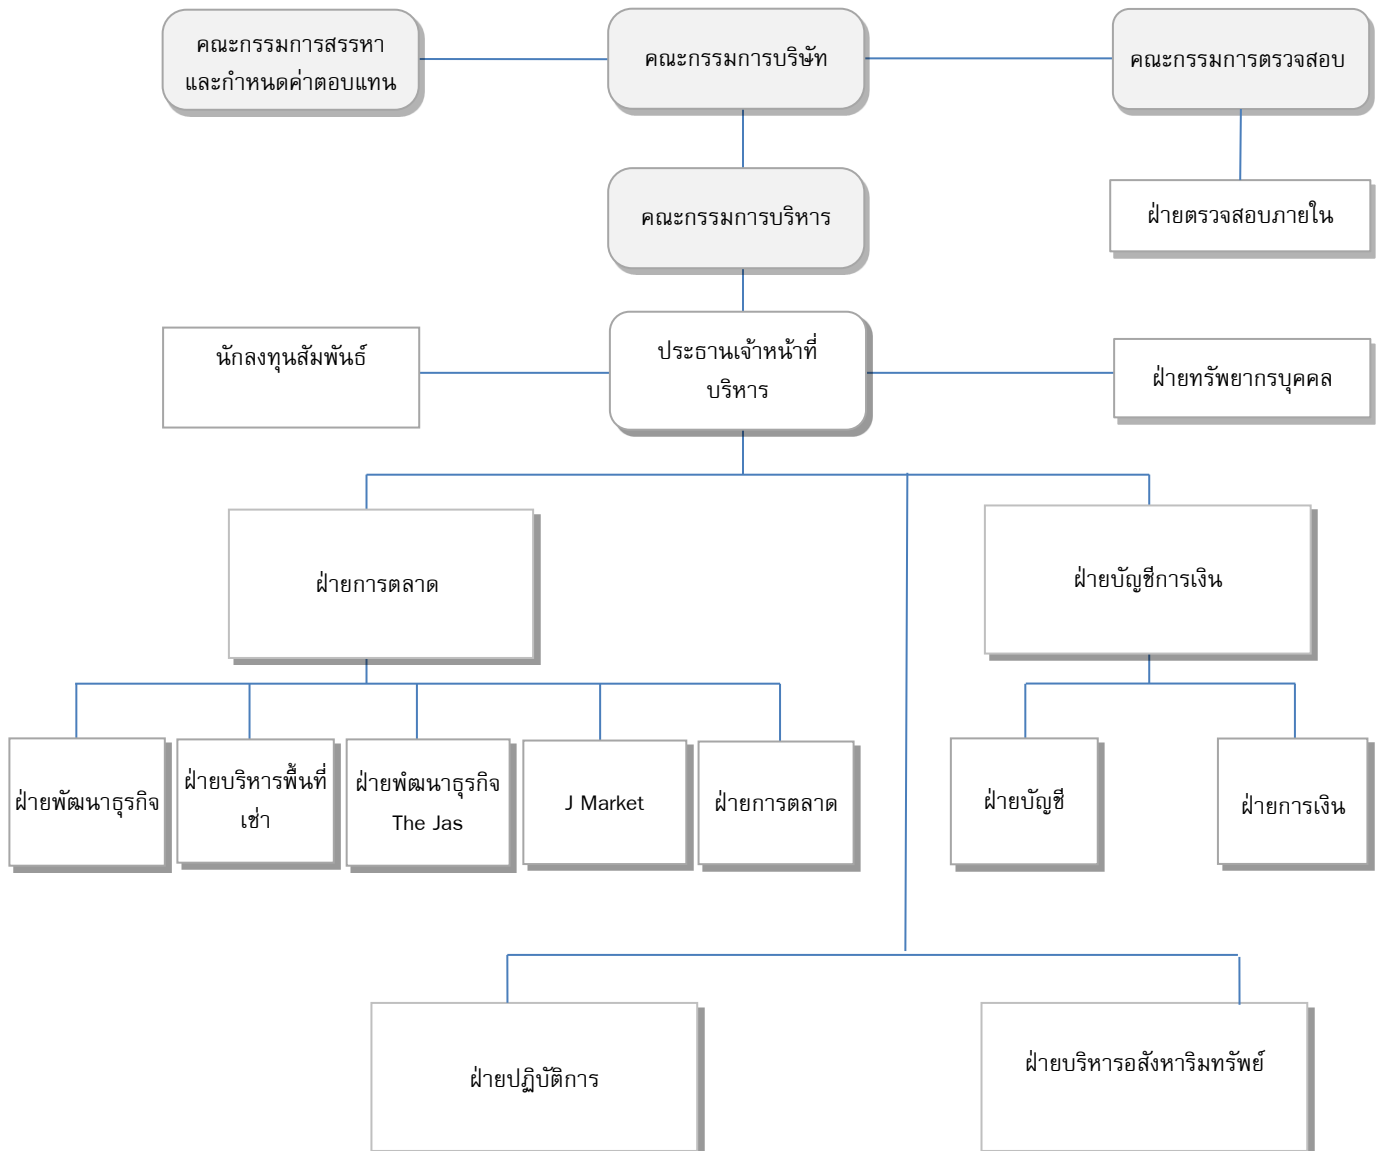 คณะกรรมการสรรหา
และกำหนดค่าตอบแทน
คณะกรรมการบริษัท
คณะกรรมการตรวจสอบ
คณะกรรมการบริหาร
ฝ่ายตรวจสอบภายใน
นักลงทุนสัมพันธ์
ประธานเจ้าหน้าที่
บริหาร
ฝ่ายทรัพยากรบุคคล
ฝ่ายการตลาด
ฝ่ายบัญชีการเงิน
ฝ่ายพัฒนาธุรกิจ
ฝ่ายบริหารพื้นที่
เช่า
ฝ่ายพํฒนาธุรกิจ
The Jas
J Market
ฝ่ายการตลาด
ฝ่ายบัญชี
ฝ่ายการเงิน
ฝ่ายปฏิบัติการ
ฝ่ายบริหารอสังหาริมทรัพย์